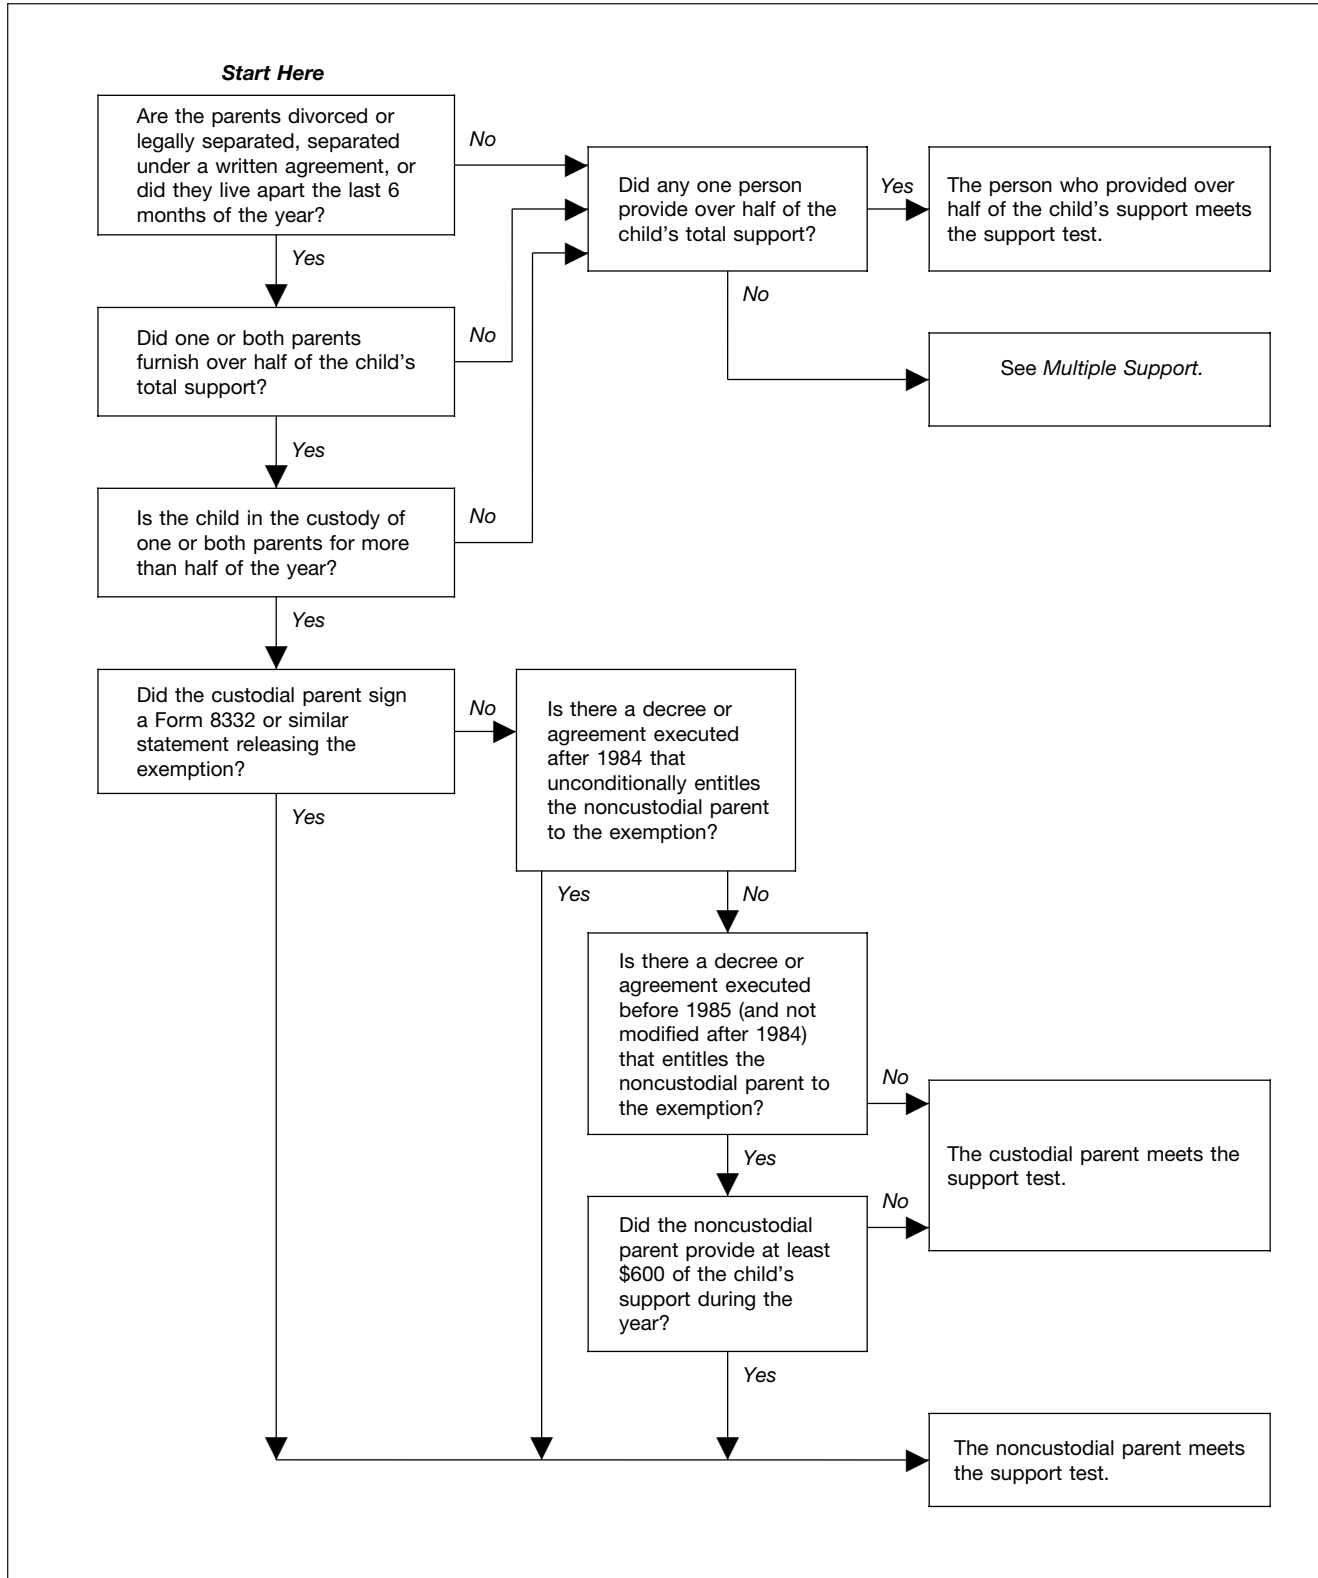 Start Here
Are the parents divorced or
legally separated, separated
under a written agreement, or
did they live apart the last 6
months of the year?
No
Did any one person
provide over half of the
child's total support?
Yes
The person who provided over
half of the child's support meets
the support test.
Yes
No
Did one or both parents
furnish over half of the child's
total support?
No
See Multiple Support.
Yes
Is the child in the custody of
one or both parents for more
than half of the year?
No
Yes
Did the custodial parent sign
a Form 8332 or similar
statement releasing the
exemption?
No
Is there a decree or
agreement executed
after 1984 that
unconditionally entitles
the noncustodial parent
to the exemption?
Yes
Yes
No
Is there a decree or
agreement executed
before 1985 (and not
modified after 1984)
that entitles the
noncustodial parent to
the exemption?
No
The custodial parent meets the
support test.
Yes
Did the noncustodial
parent provide at least
$600 of the child's
support during the
year?
No
Yes
The noncustodial parent meets
the support test.